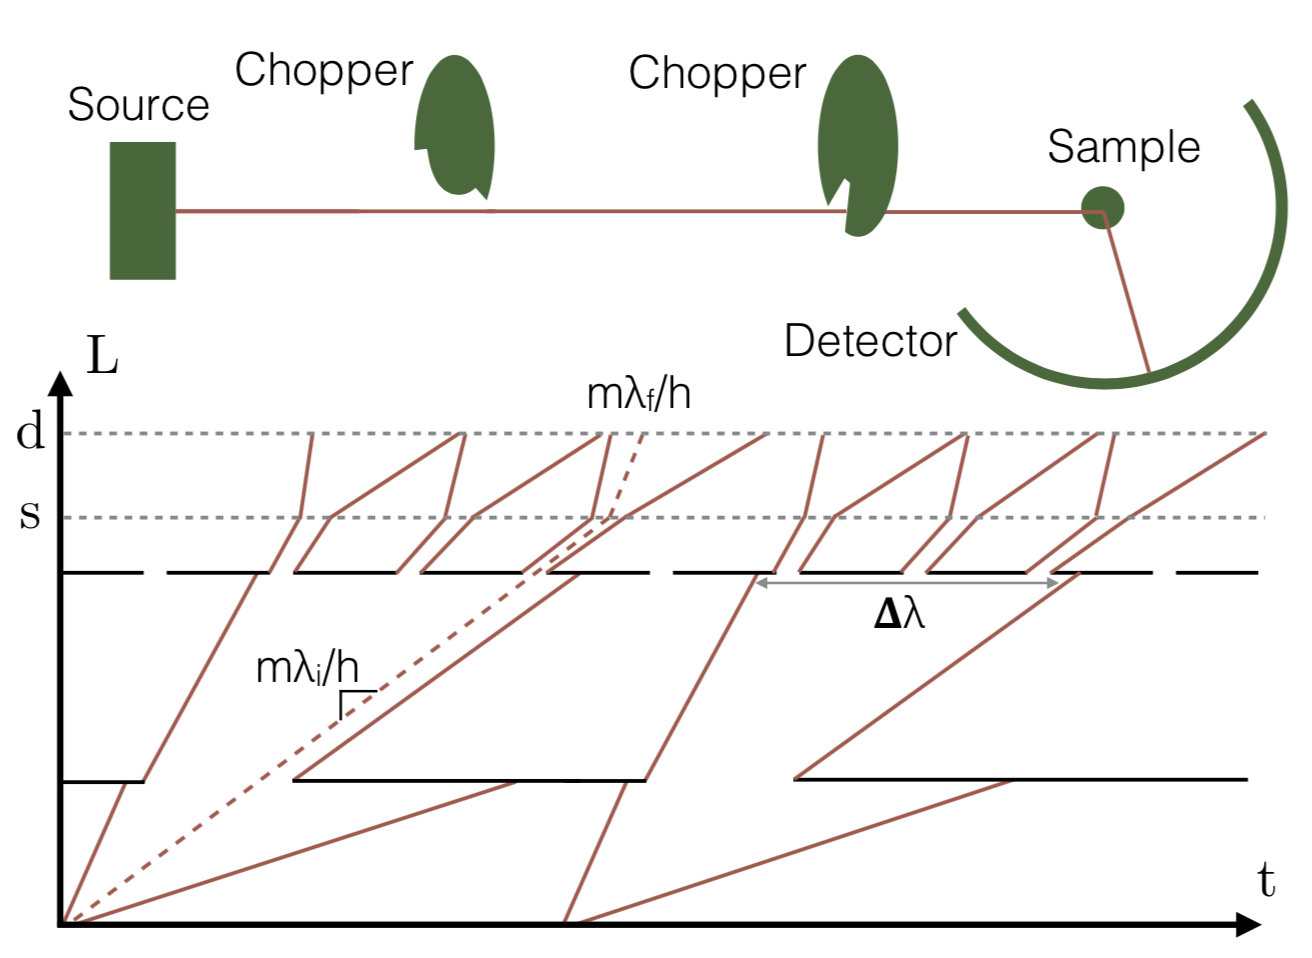 Source
Chopper
Chopper
Sample
Detector
L
d
s
mλf/h
mλi/h
Δλ
t